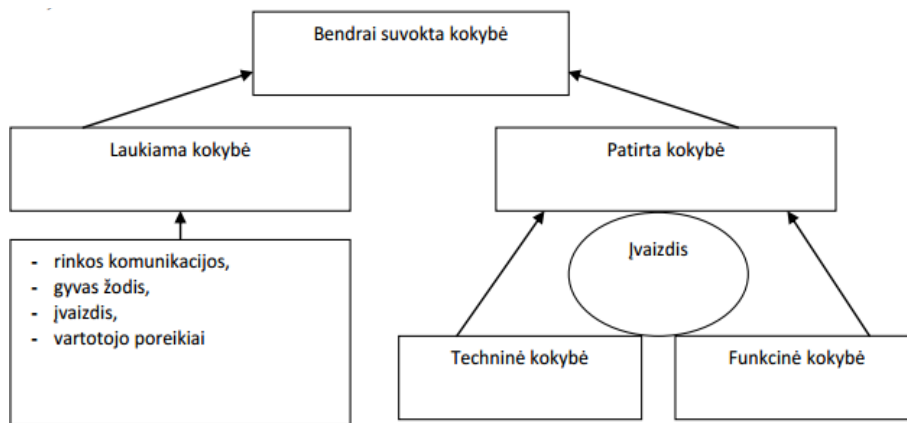 Bendrai suvokta kokybė
Laukiama kokybė
Patirta kokybė
- rinkos komunikacijos,
- gyvas žodis,
- įvaizdis,
- vartotojo poreikiai
Įvaizdis
Techninė kokybė
Funkcinė kokybė